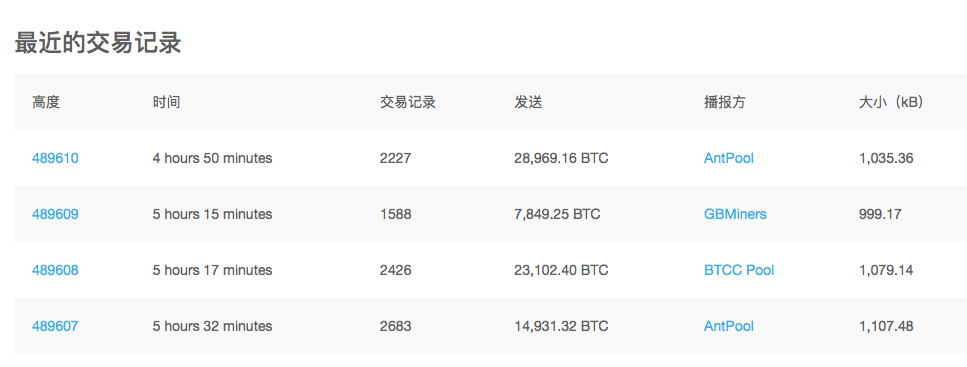 最近的交易记录
高度 时间 交易记录 发送 播报方 大小（kB）
489610 4 hours 50 minutes 2227 28,969.16 BTC AntPool 1,035.36
489609 5 hours 15 minutes 1588 7,849.25 BTC GBMiners 999.17
489608 5 hours 17 minutes 2426 23,102.40 BTC BTCC Pool 1,079.14
489607 5 hours 32 minutes 2683 14,931.32 BTC AntPool 1,107.48